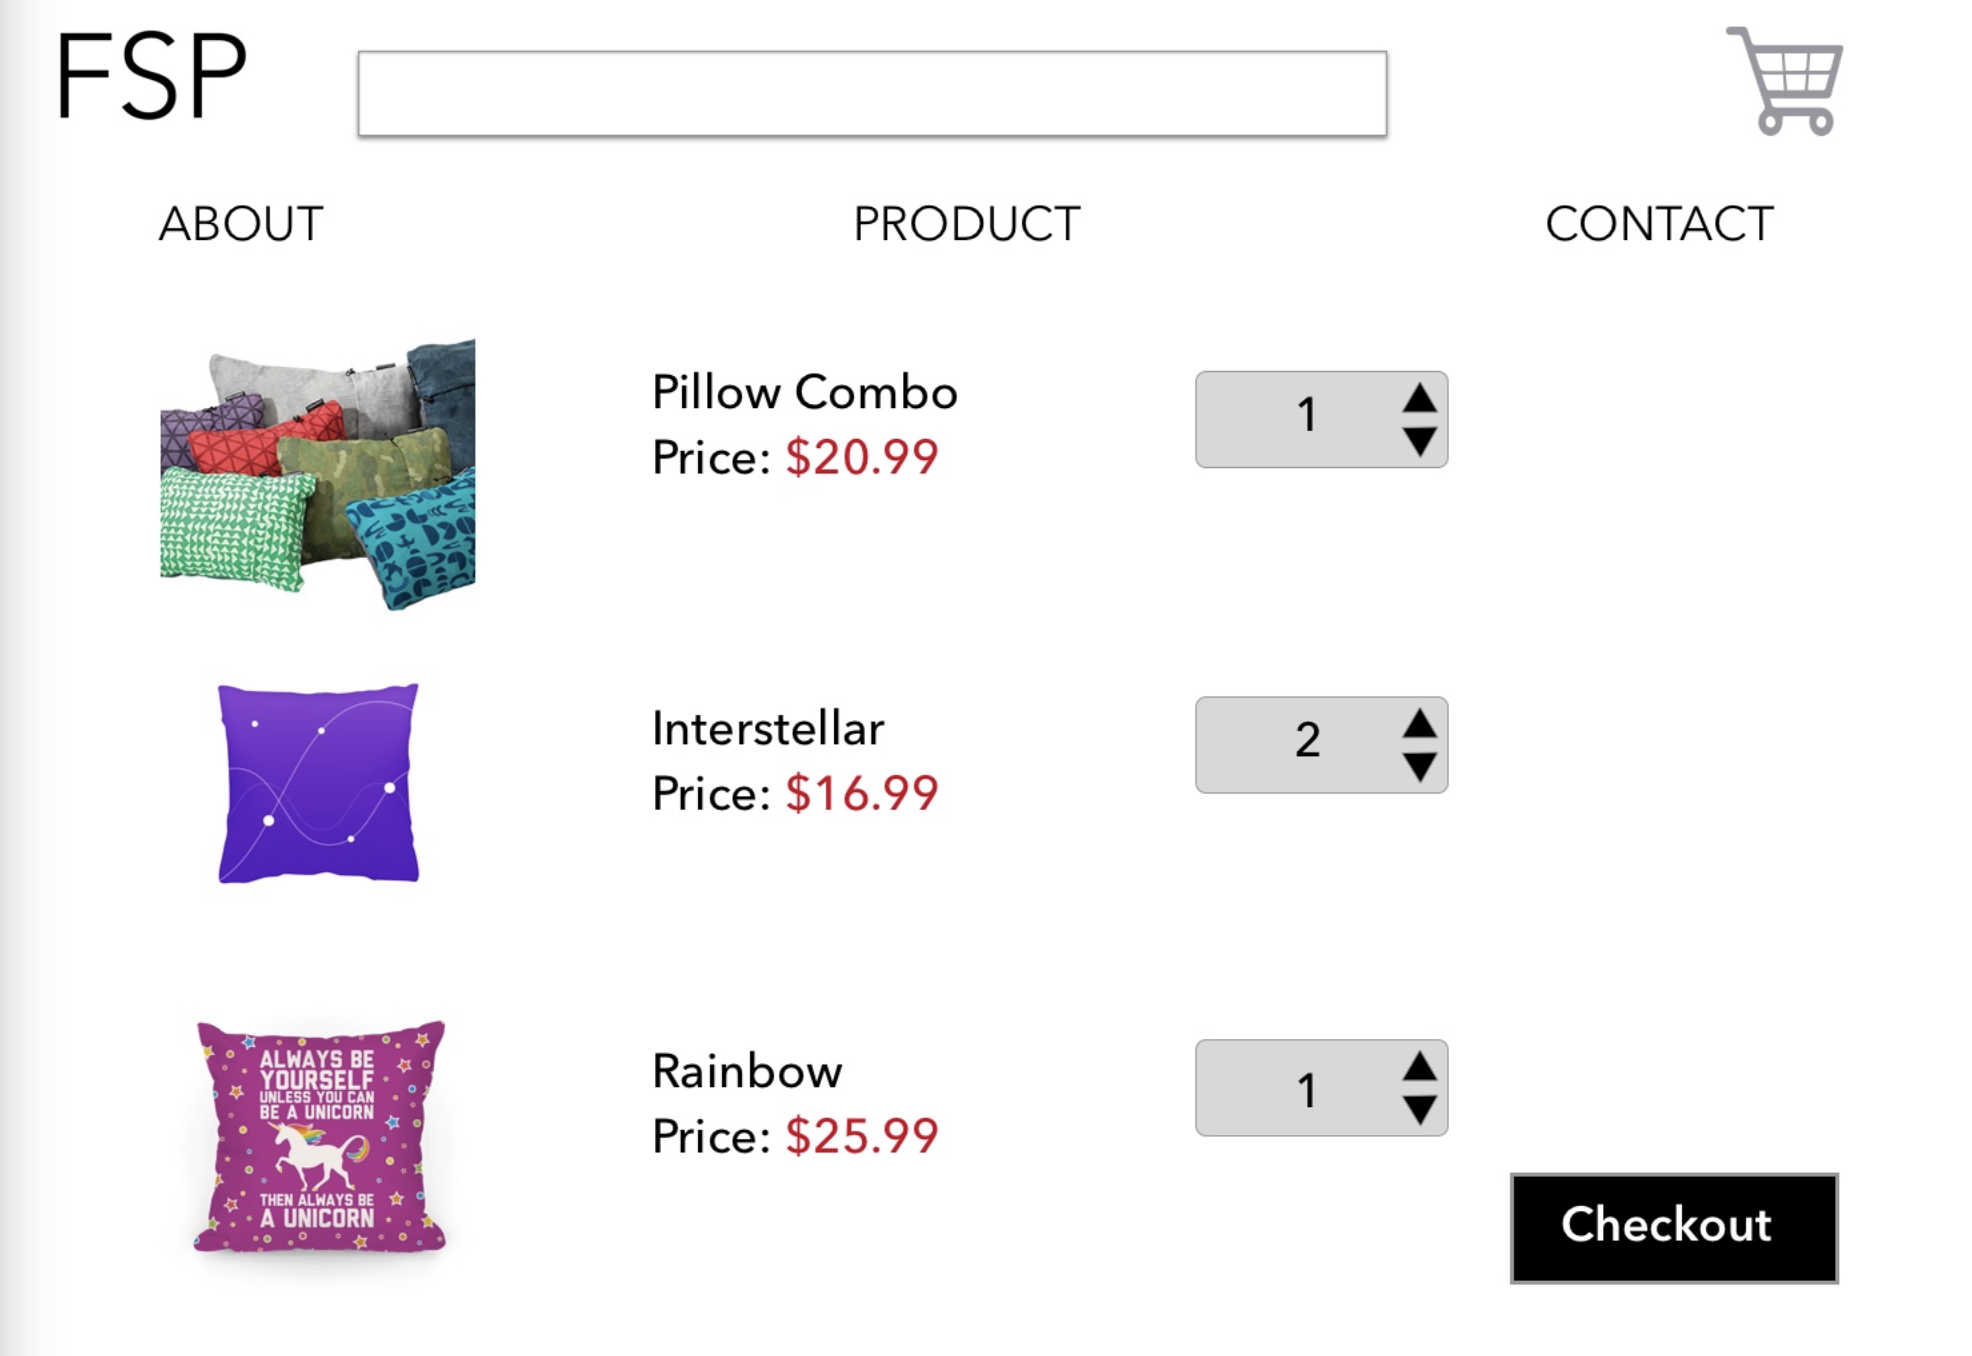 FSP
ABOUT
PRODUCT
CONTACT
Pillow Combo
Price: $20.99
1
Interstellar
Price: $16.99
2
ALWAYS BE
YOURSELF
UNLESS YOU CAN
BE A UNICORN
THEN ALWAYS BE
A UNICORN
Rainbow
Price: $25.99
1
Checkout